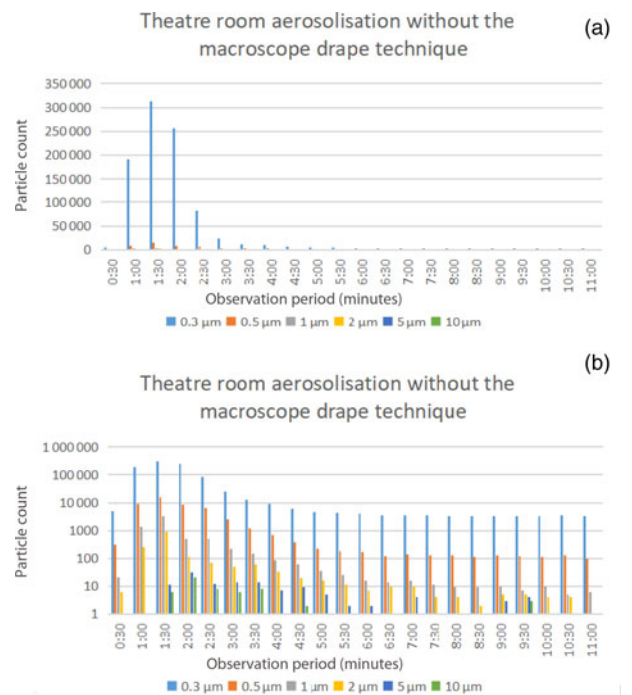 Theatre room aerosolisation without the
macroscope drape technique
(a)
350 000
300 000
250 000
200 000
150 000
100 000
50 000
0
Particle count
0:30 1:00 1:30 2:00 2:30 3:00 3:30 4:00 4:30 5:00 5:30 6:00 6:30 7:00 7:30 8:00 8:30 9:00 9:30 10:00 10:30 11:00
Observation period (minutes)
0.3 µm 0.5 µm 1 µm 2 µm 5 µm 10 µm
(b)
Theatre room aerosolisation without the
macroscope drape technique
1 000 000
100 000
10 000
1000
100
10
1
Particle count
0:30 1:00 1:30 2:00 2:30 3:00 3:30 4:00 4:30 5:00 5:30 6:00 6:30 7:00 7:30 8:00 8:30 9:00 9:30 10:00 10:30 11:00
Observation period (minutes)
0.3 µm 0.5 µm 1 µm 2 µm 5 µm 10 µm